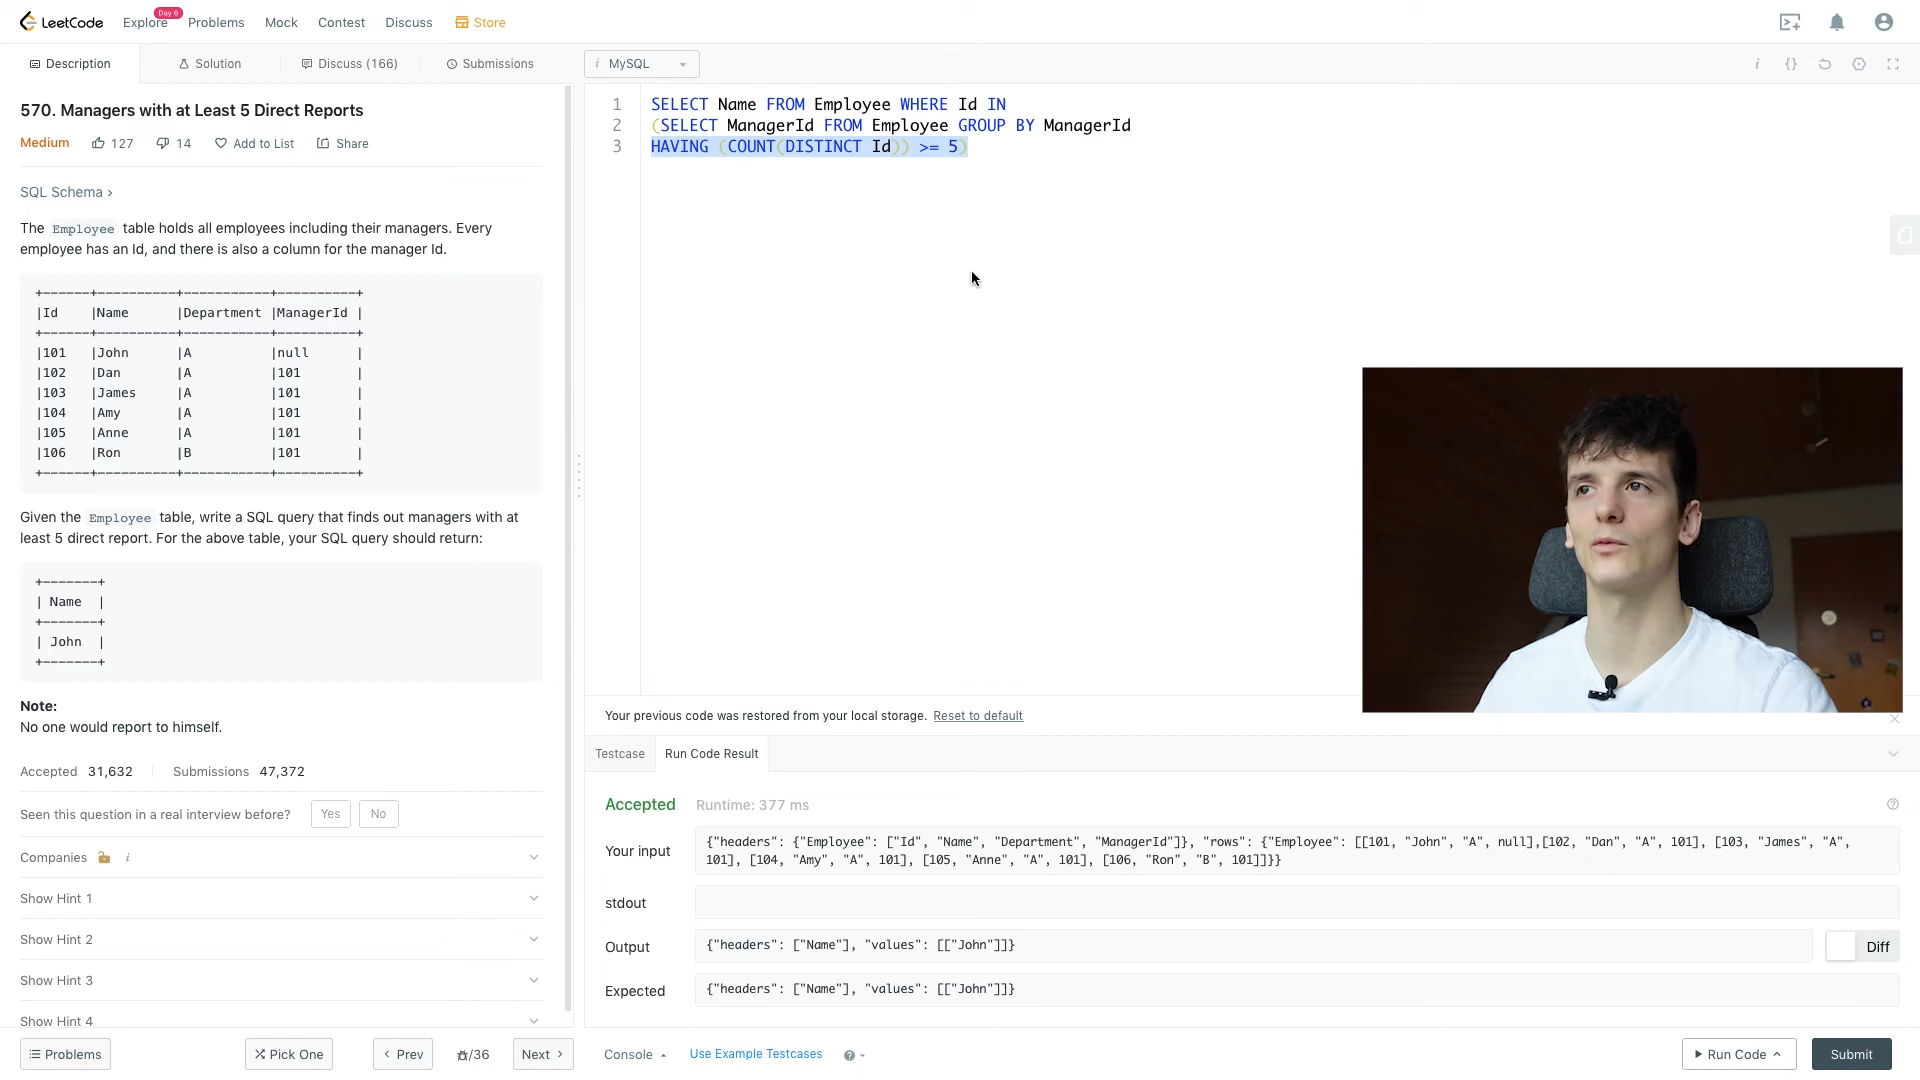 LeetCode Explore Day 6 Problems Mock Contest Discuss Store
Description Solution Discuss (166) Submissions i MySQL i {}
570. Managers with at Least 5 Direct Reports
Medium 127 14 Add to List Share
SQL Schema ›
The Employee table holds all employees including their managers. Every
employee has an Id, and there is also a column for the manager Id.
+------+----------+-----------+----------+
|Id    |Name      |Department |ManagerId |
+------+----------+-----------+----------+
|101   |John      |A          |null      |
|102   |Dan       |A          |101       |
|103   |James     |A          |101       |
|104   |Amy       |A          |101       |
|105   |Anne      |A          |101       |
|106   |Ron       |B          |101       |
+------+----------+-----------+----------+
Given the Employee table, write a SQL query that finds out managers with at
least 5 direct report. For the above table, your SQL query should return:
+-------+
| Name  |
+-------+
| John  |
+-------+
Note:
No one would report to himself.
Accepted 31,632 Submissions 47,372
Seen this question in a real interview before? Yes No
Companies i
Show Hint 1
Show Hint 2
Show Hint 3
Show Hint 4
Problems Pick One ‹ Prev /36 Next ›
1 SELECT Name FROM Employee WHERE Id IN
2 (SELECT ManagerId FROM Employee GROUP BY ManagerId
3 HAVING (COUNT(DISTINCT Id)) >= 5)
Your previous code was restored from your local storage. Reset to default
Testcase Run Code Result
Accepted Runtime: 377 ms
Your input
{"headers": {"Employee": ["Id", "Name", "Department", "ManagerId"]}, "rows": {"Employee": [[101, "John", "A", null],[102, "Dan", "A", 101], [103, "James", "A",
101], [104, "Amy", "A", 101], [105, "Anne", "A", 101], [106, "Ron", "B", 101]]}}
stdout
Output {"headers": ["Name"], "values": [["John"]]} Diff
Expected {"headers": ["Name"], "values": [["John"]]}
Console Use Example Testcases ? Run Code Submit